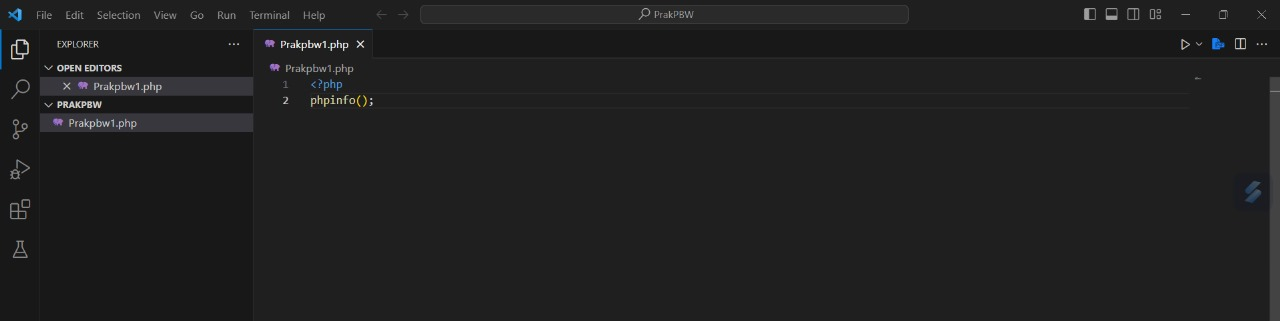 File Edit Selection View Go Run Terminal Help
PrakPBW
EXPLORER
Prakpbw1.php
OPEN EDITORS
Prakpbw1.php
PRAKPBW
Prakpbw1.php
Prakpbw1.php
1 <?php
2 phpinfo();